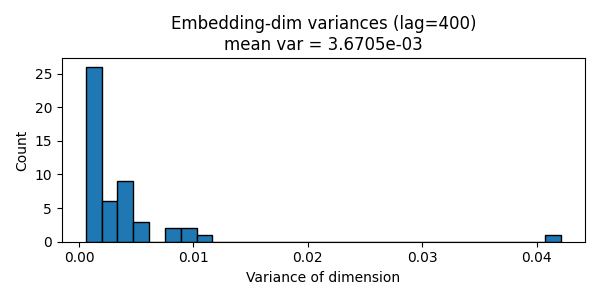 Embedding-dim variances (lag=400)
mean var = 3.6705e-03
Count
25
20
15
10
5
0
0.00 0.01 0.02 0.03 0.04
Variance of dimension